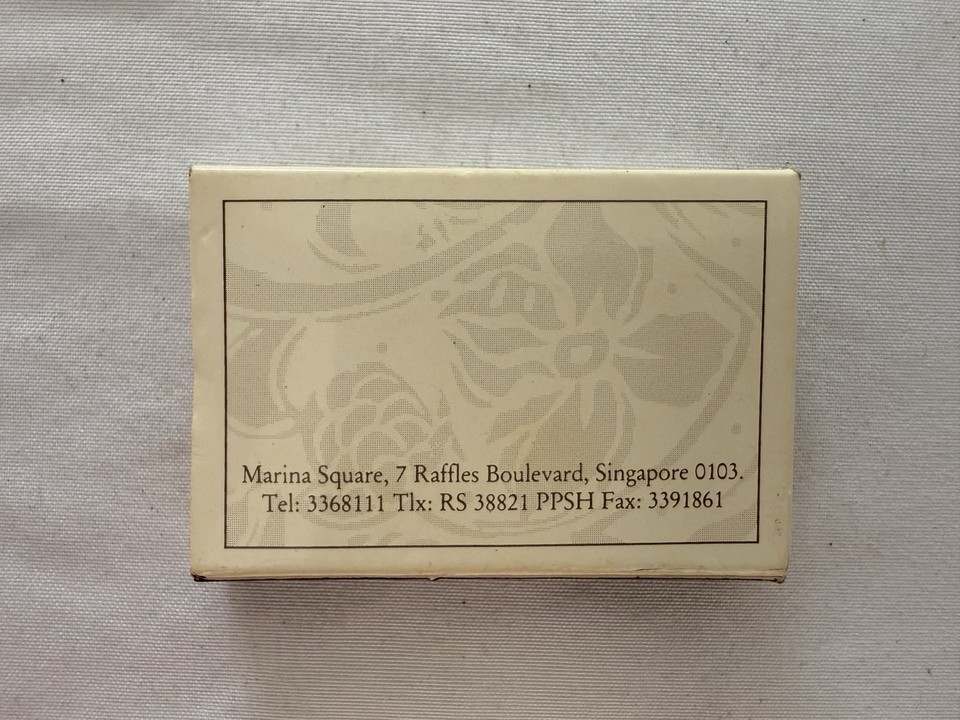 Marina Square, 7 Raffles Boulevard, Singapore 0103.
Tel: 3368111 Tlx: RS 38821 PPSH Fax: 3391861